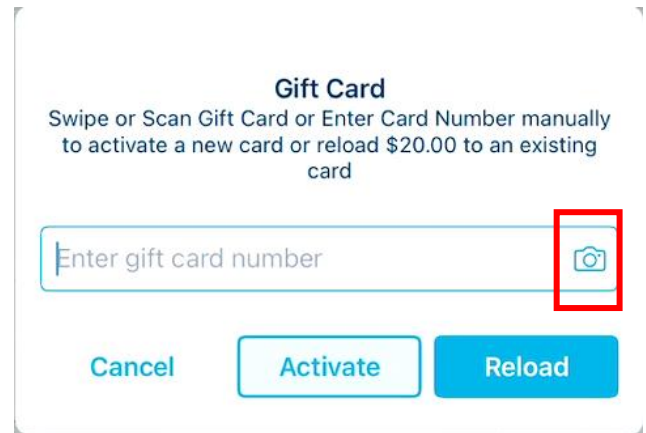 Gift Card
Swipe or Scan Gift Card or Enter Card Number manually
to activate a new card or reload $20.00 to an existing
card
Enter gift card number
Cancel
Activate
Reload